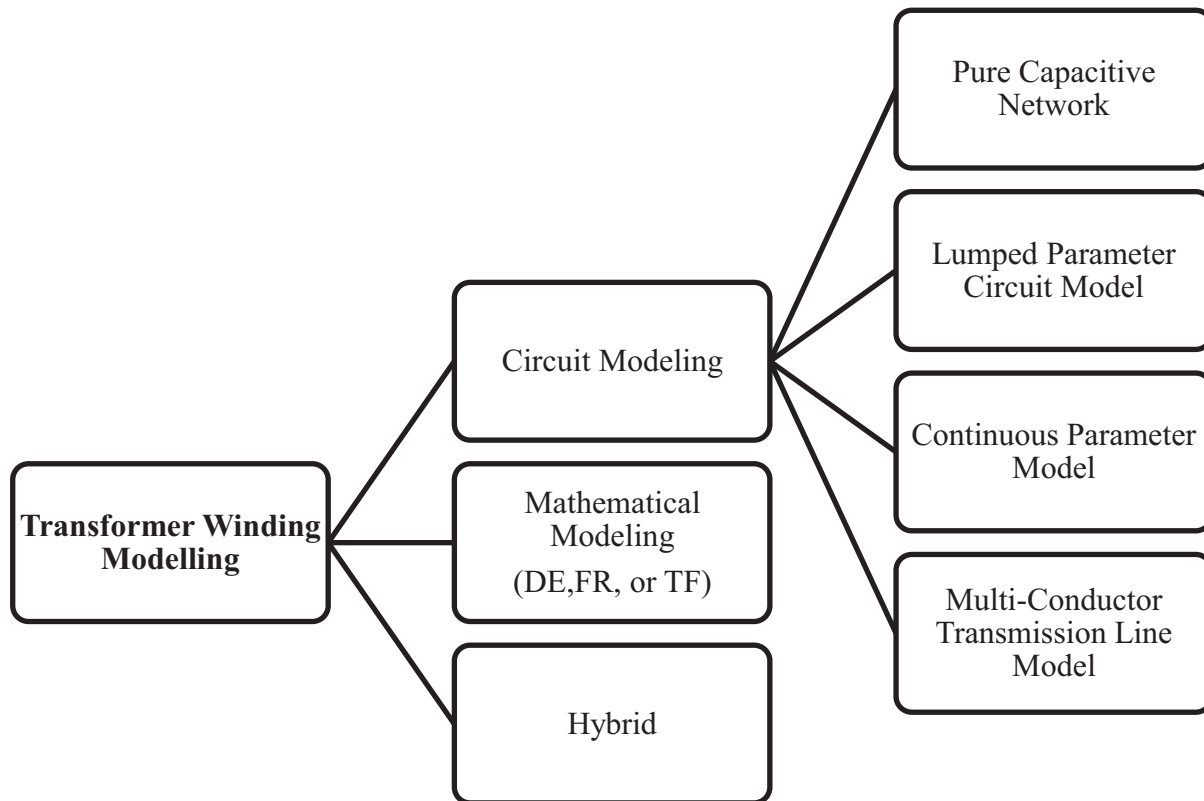 Transformer Winding
Modelling
Circuit Modeling
Mathematical
Modeling
(DE,FR, or TF)
Hybrid
Pure Capacitive
Network
Lumped Parameter
Circuit Model
Continuous Parameter
Model
Multi-Conductor
Transmission Line
Model